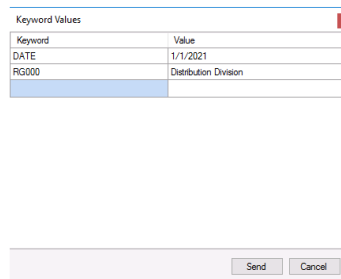 Keyword Values
Keyword Value
DATE 1/1/2021
RG000 Distribution Division
Send Cancel